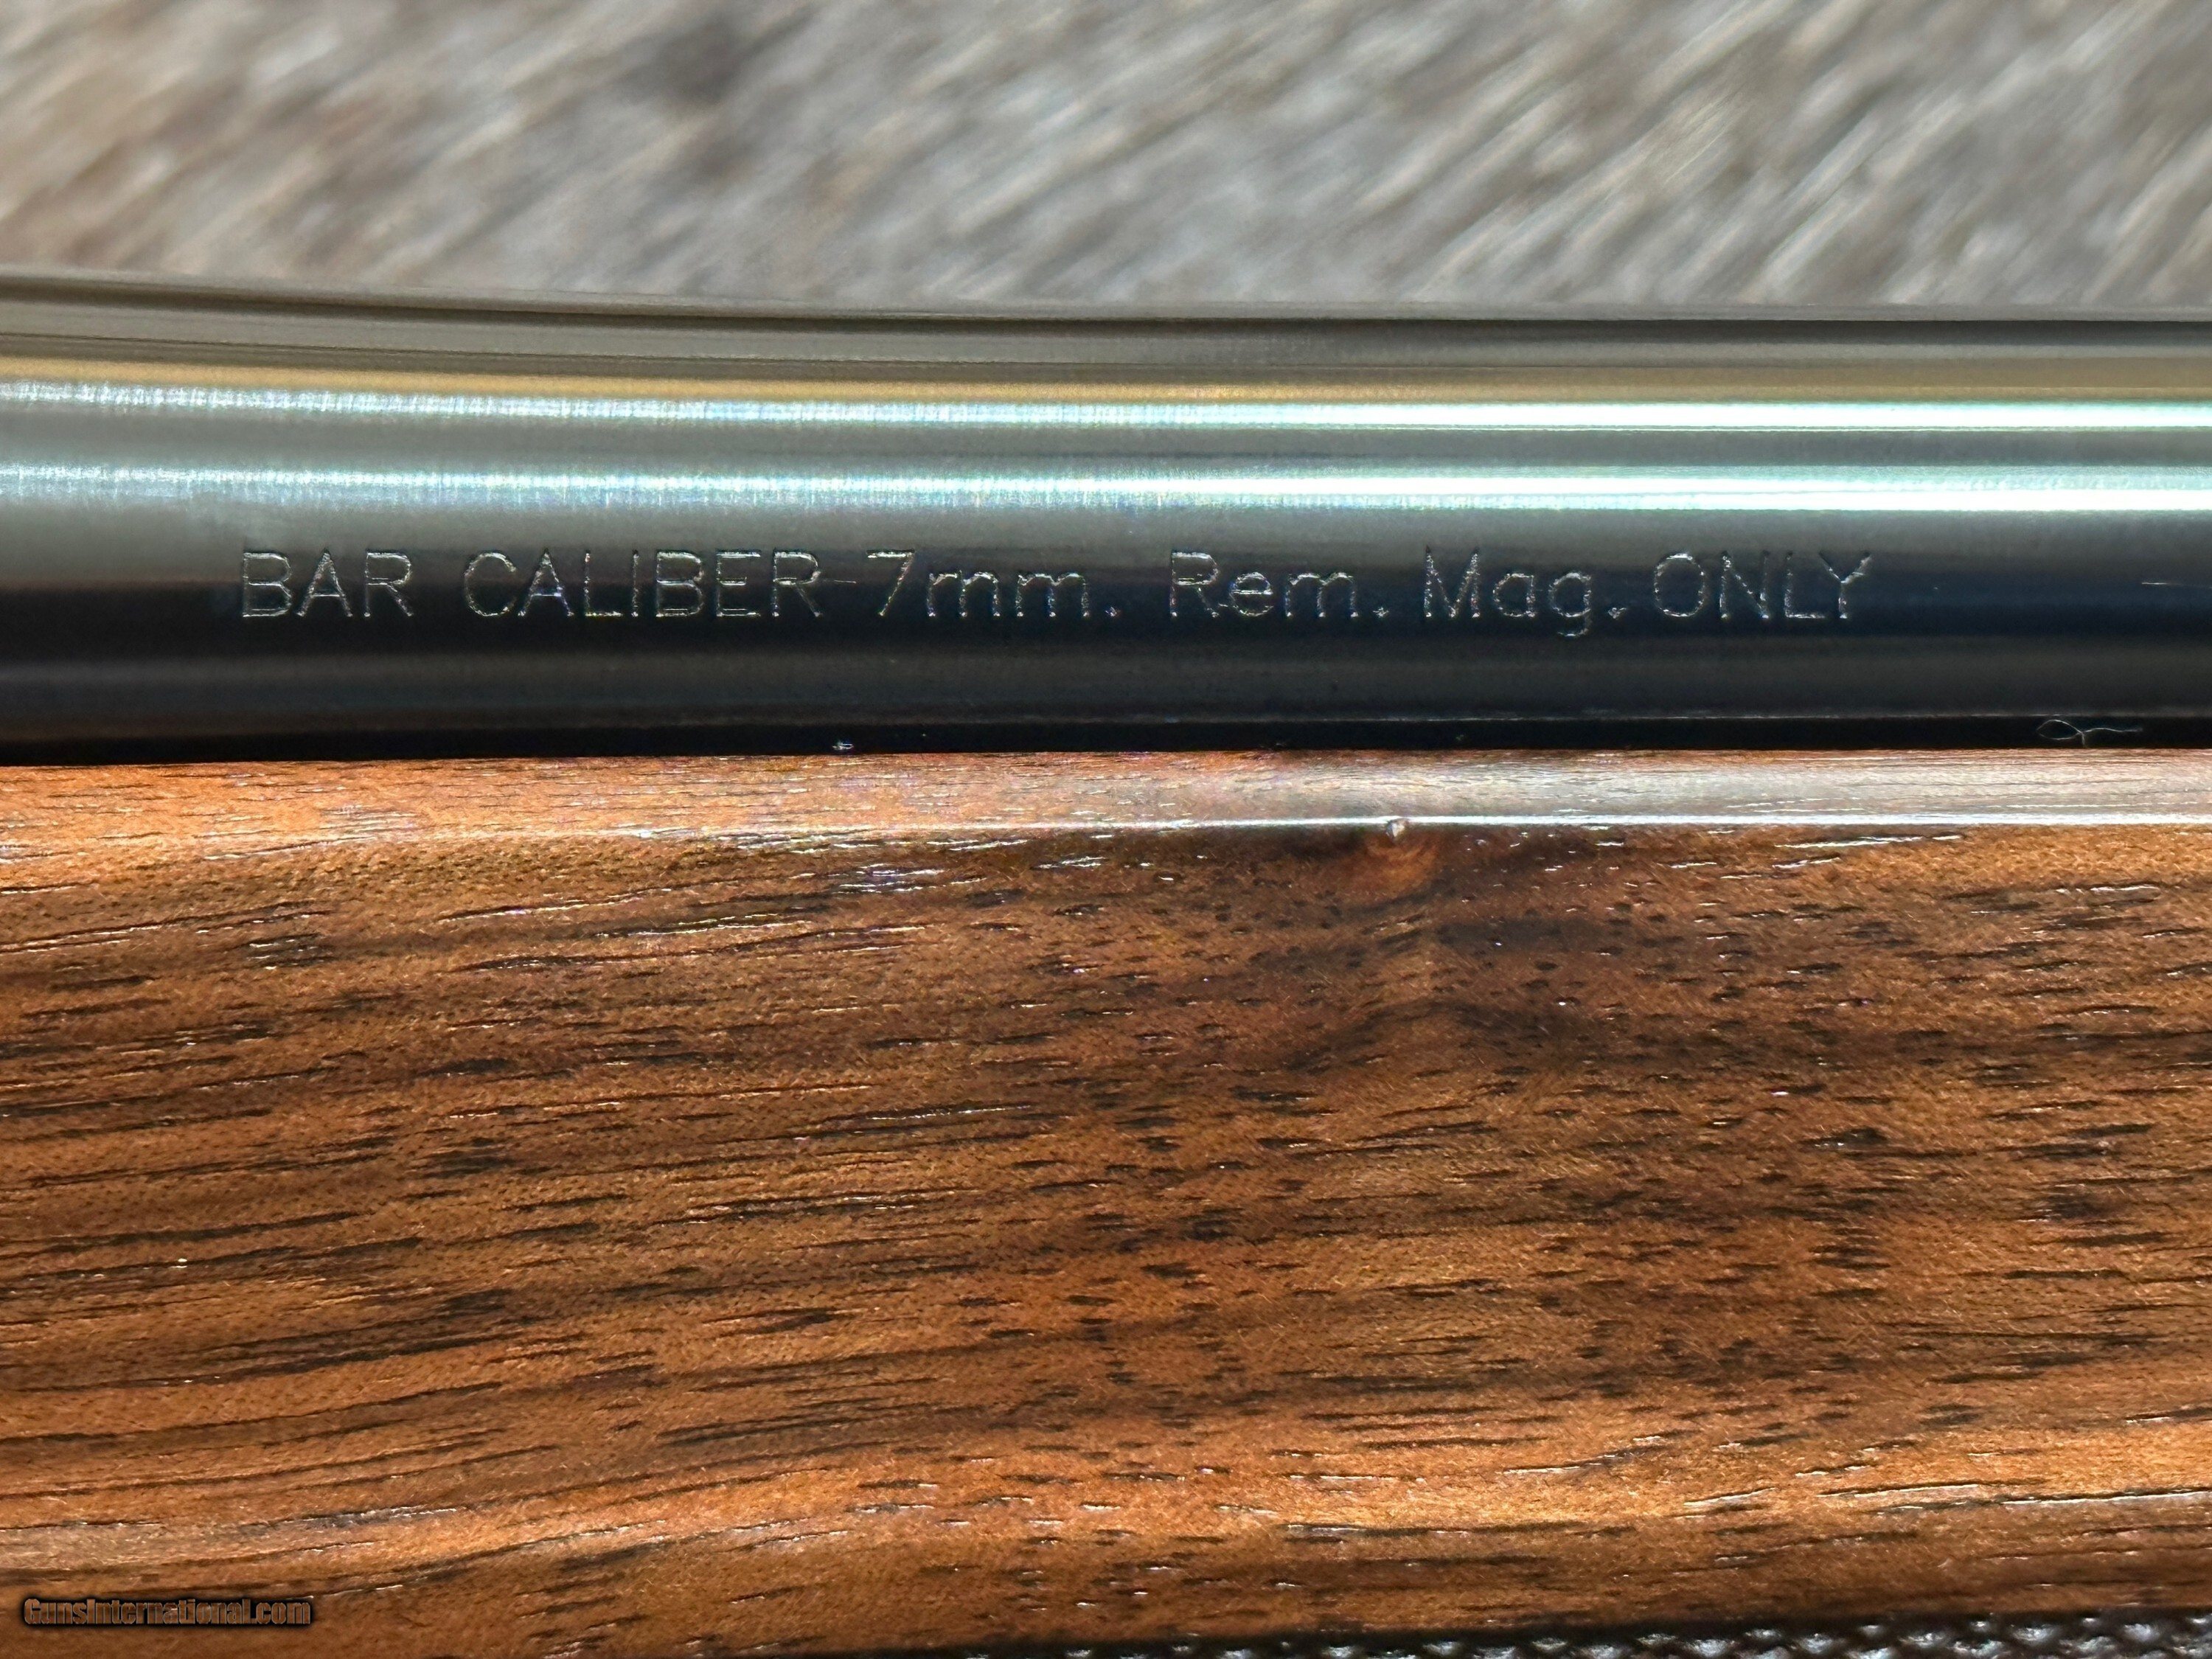 BAR CALIBER 7mm. Rem. Mag. ONLY
GunsInternational.com